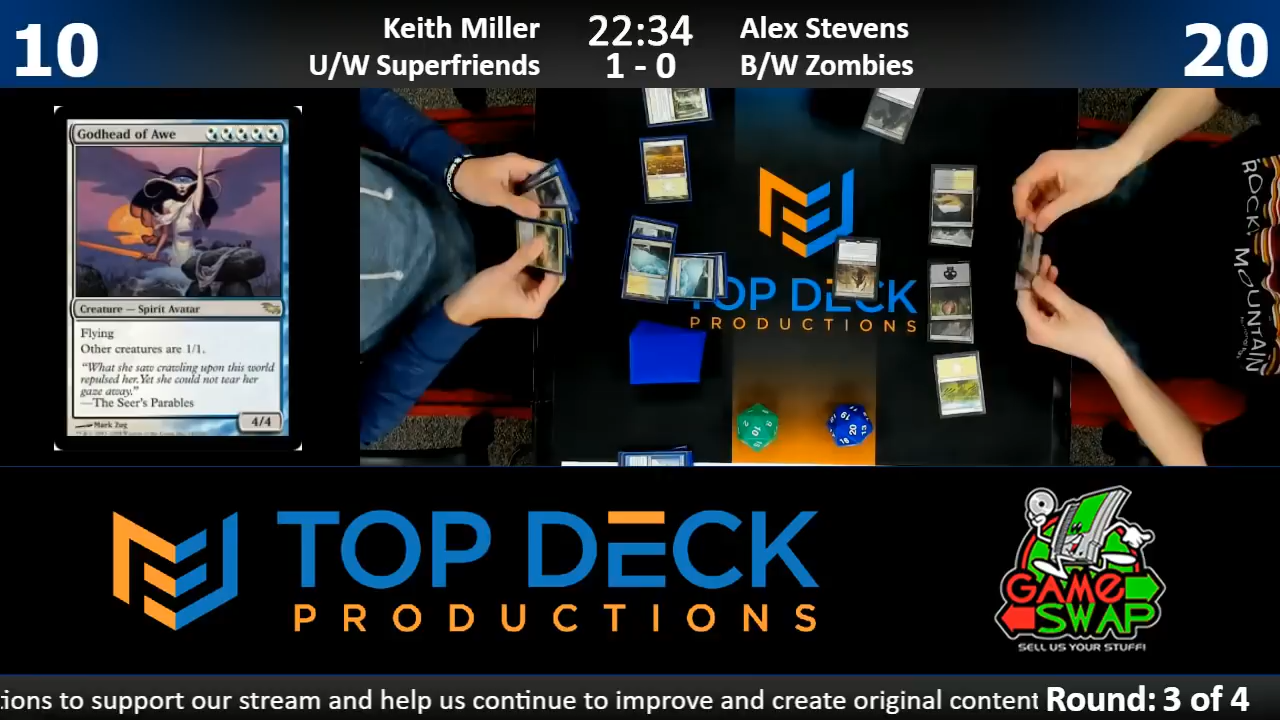 10
Keith Miller
U/W Superfriends
22:34
1 - 0
Alex Stevens
B/W Zombies
20
Godhead of Awe
Creature — Spirit Avatar
Flying
Other creatures are 1/1.
"What she saw crawling upon this world
repulsed her. Yet she could not tear her
gaze away."
—The Seer's Parables
Mark Zug
4/4
TOP DECK
PRODUCTIONS
ROCKY MOUNTAIN
10
20
TOP DECK
PRODUCTIONS
GAME
SWAP
SELL US YOUR STUFF!
tions to support our stream and help us continue to improve and create original content
Round: 3 of 4